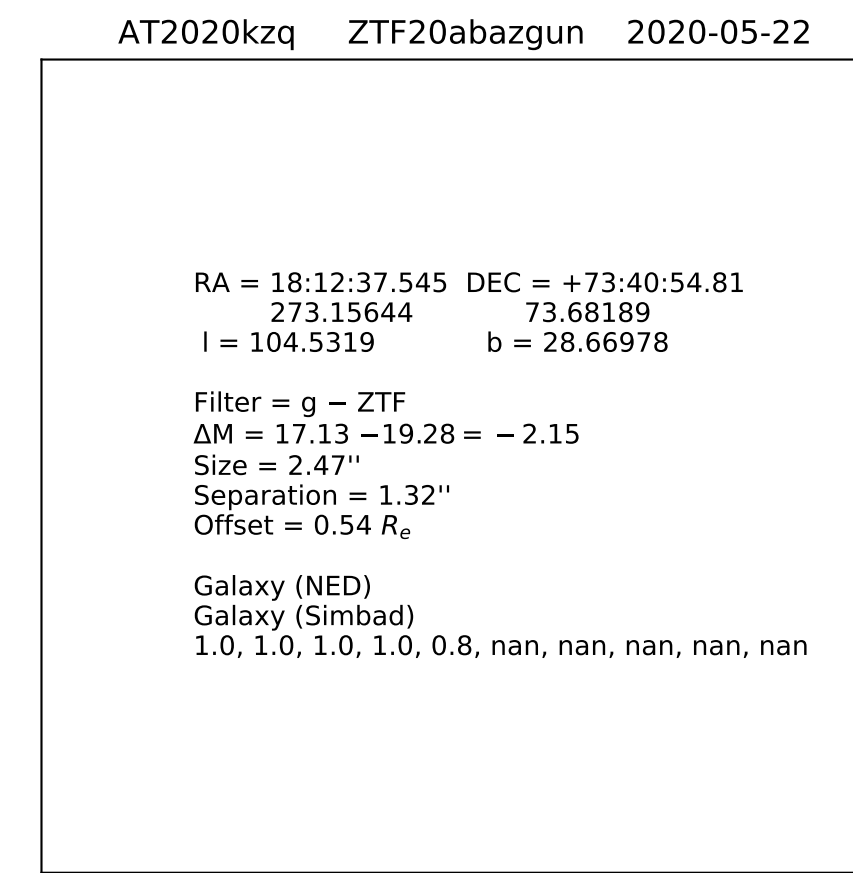 AT2020kzq ZTF20abazgun 2020-05-22
RA = 18:12:37.545 DEC = +73:40:54.81
273.15644 73.68189
l = 104.5319 b = 28.66978
Filter = g − ZTF
ΔM = 17.13 −19.28 = − 2.15
Size = 2.47''
Separation = 1.32''
Offset = 0.54 Rₑ
Galaxy (NED)
Galaxy (Simbad)
1.0, 1.0, 1.0, 1.0, 0.8, nan, nan, nan, nan, nan